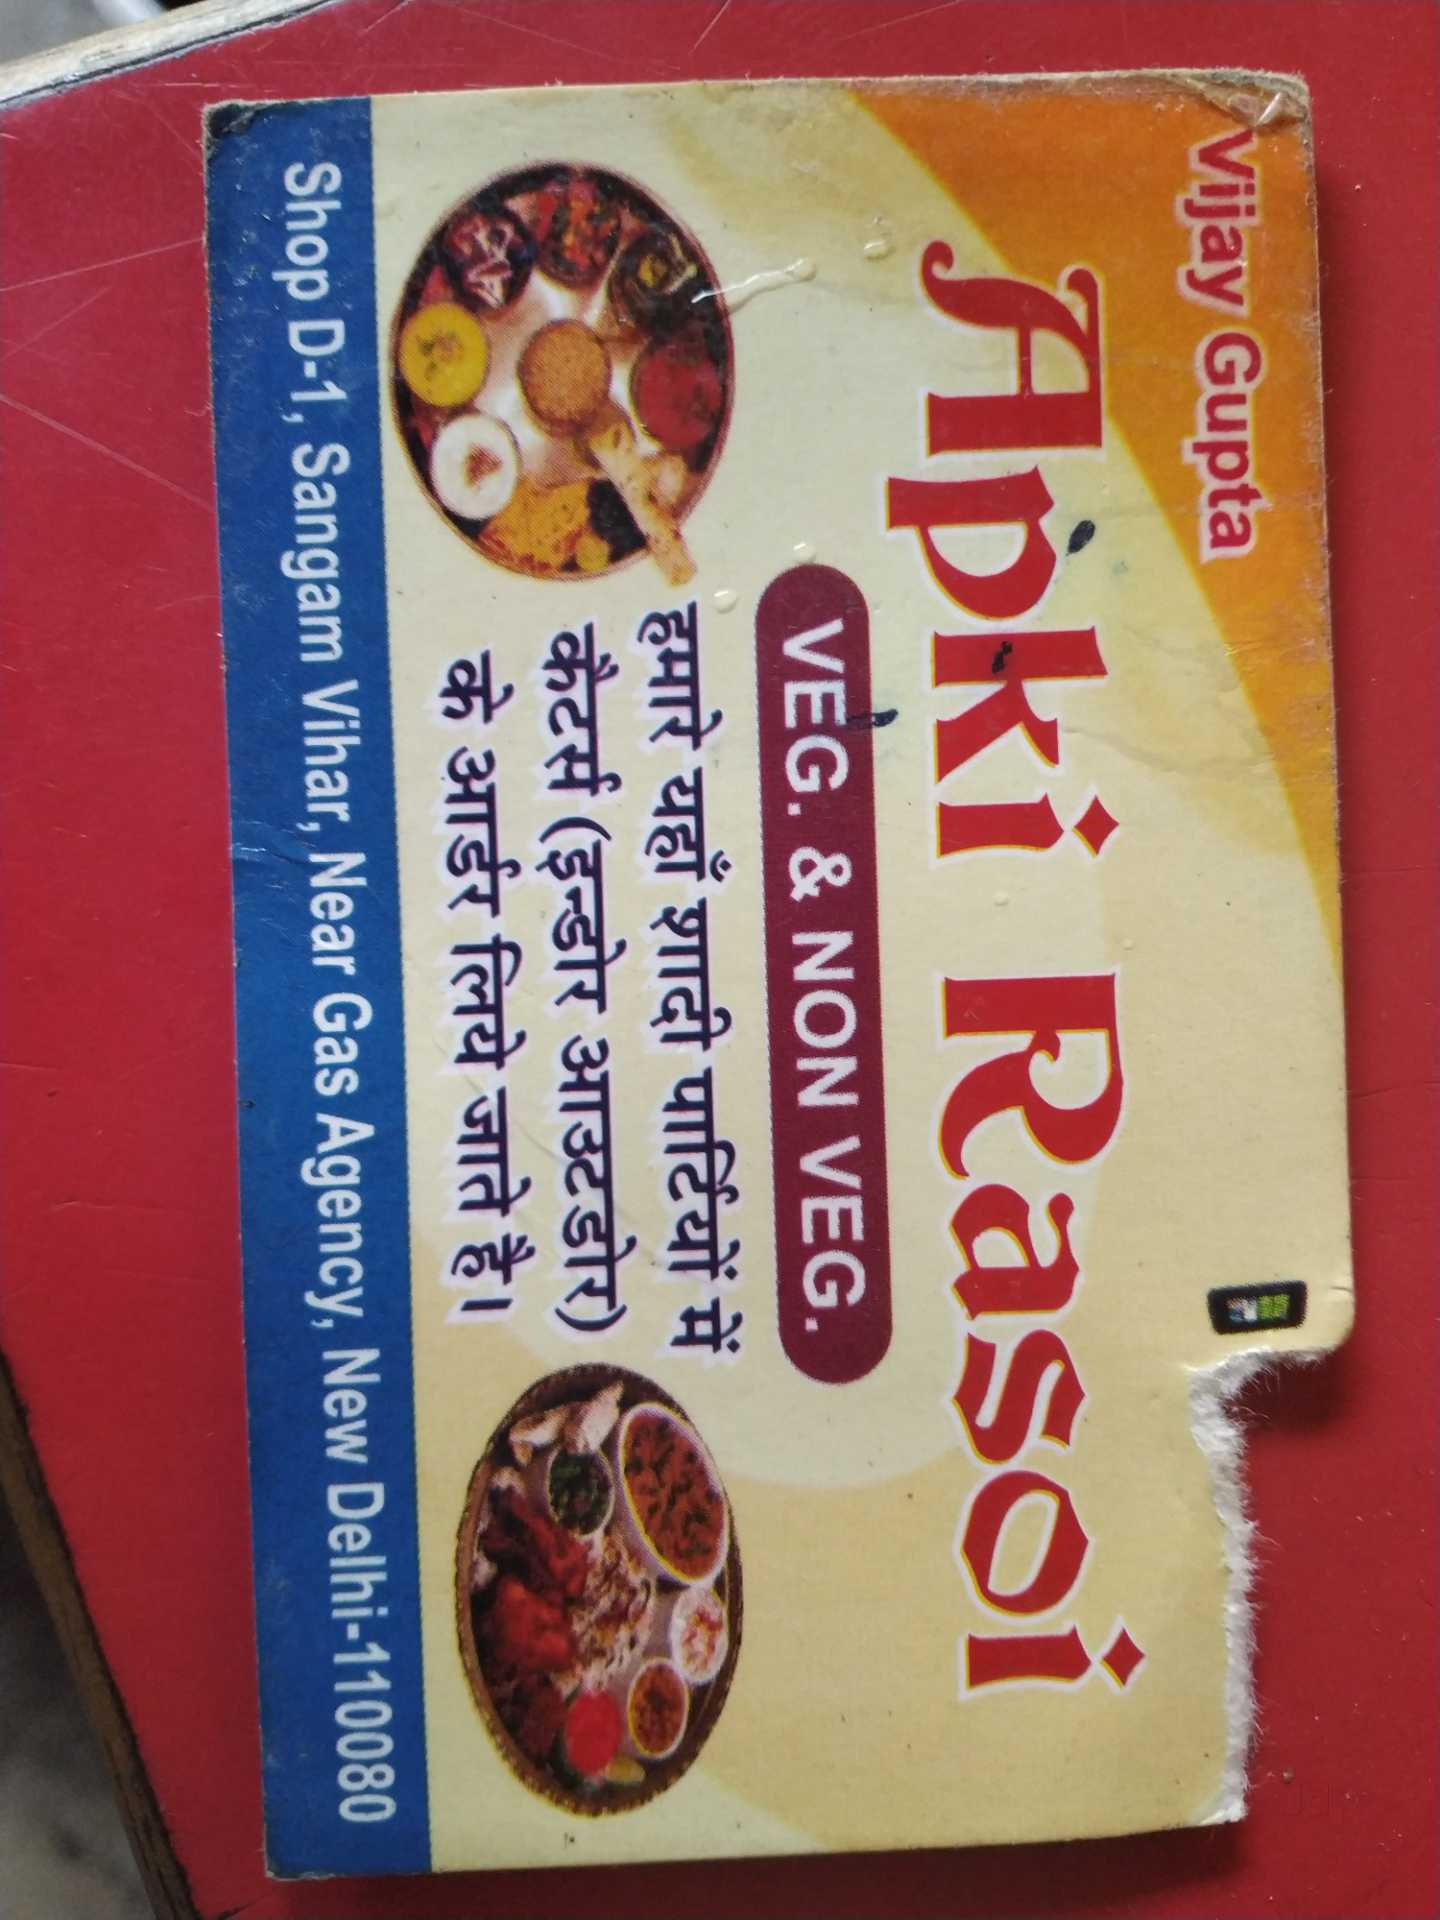 Vijay Gupta
Apki Rasoi
VEG. & NON VEG.
हमारे यहाँ शादी पार्टियों में
कैटर्स (इन्डोर आउटडोर)
के आर्डर लिये जाते है।
Shop D-1, Sangam Vihar, Near Gas Agency, New Delhi-110080